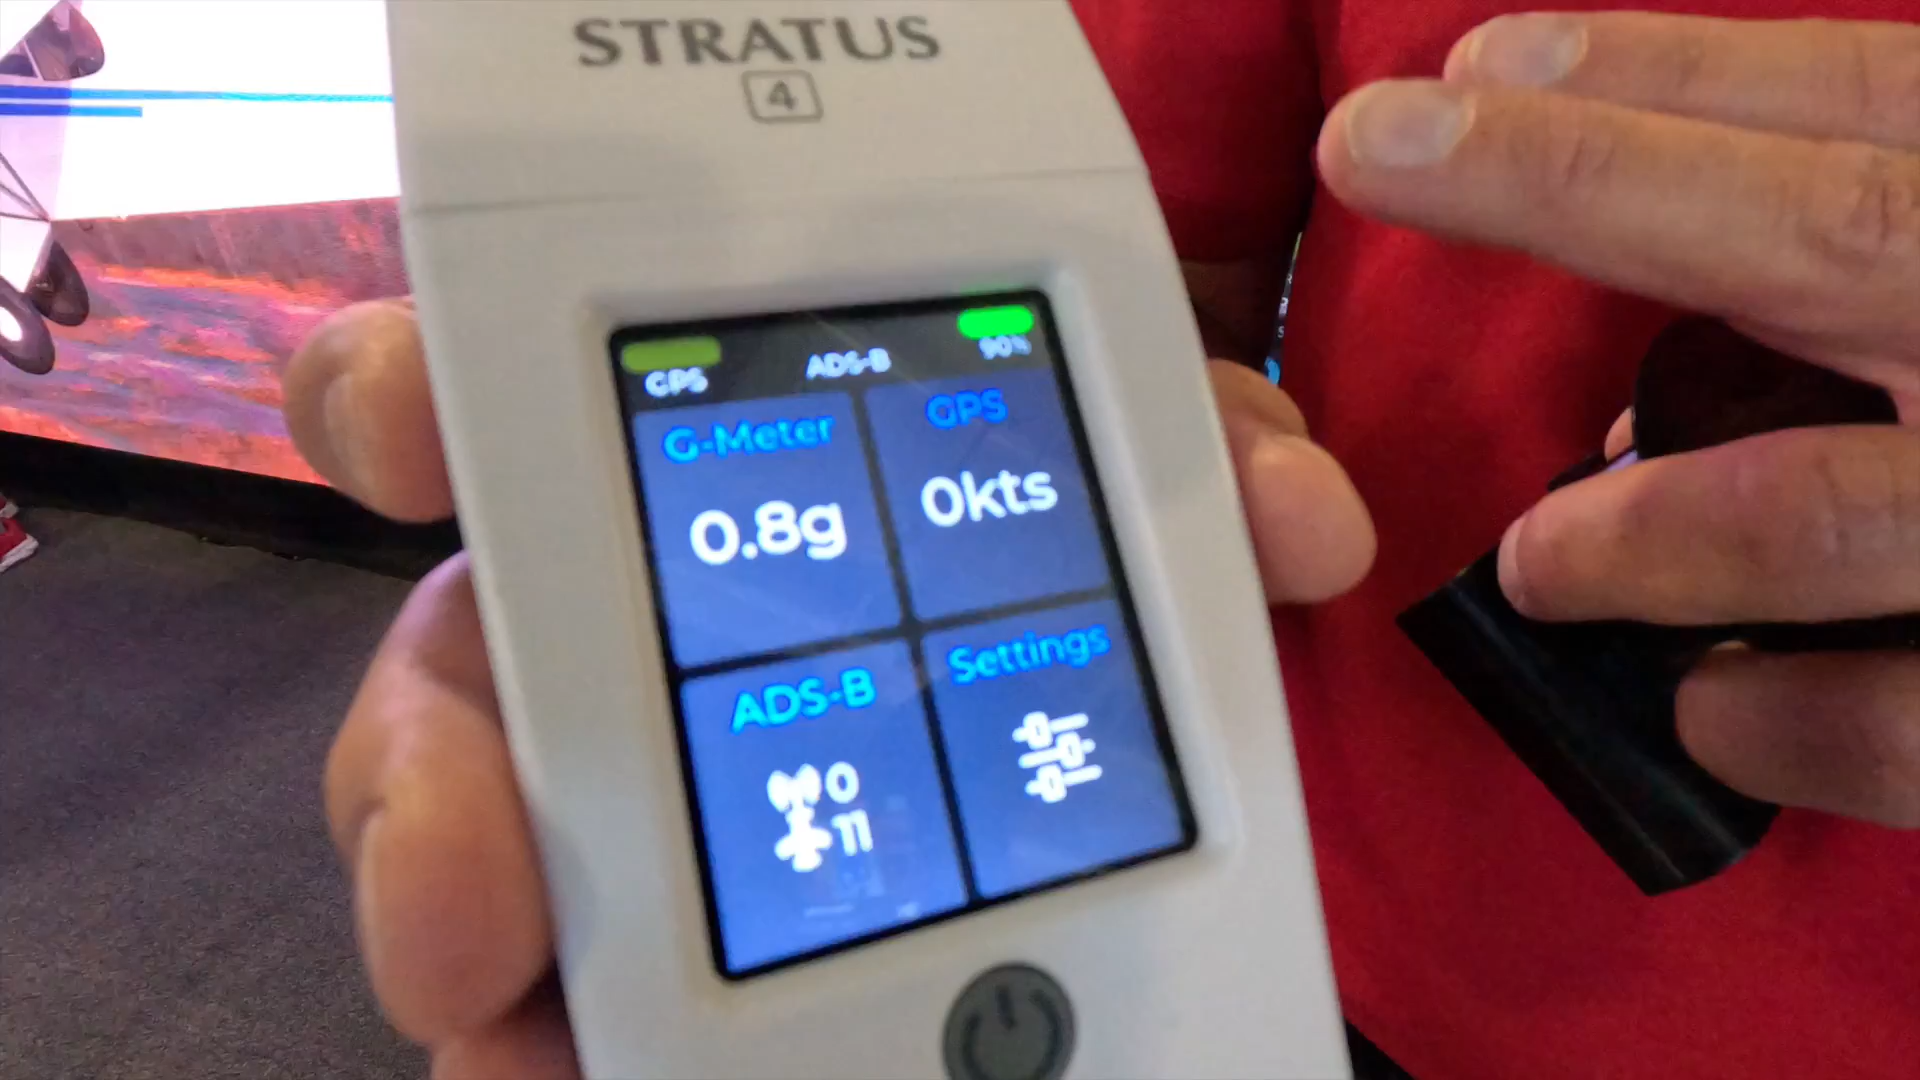 STRATUS
4
GPS
ADS-B
90%
G-Meter
0.8g
GPS
0kts
ADS-B
0
11
Settings